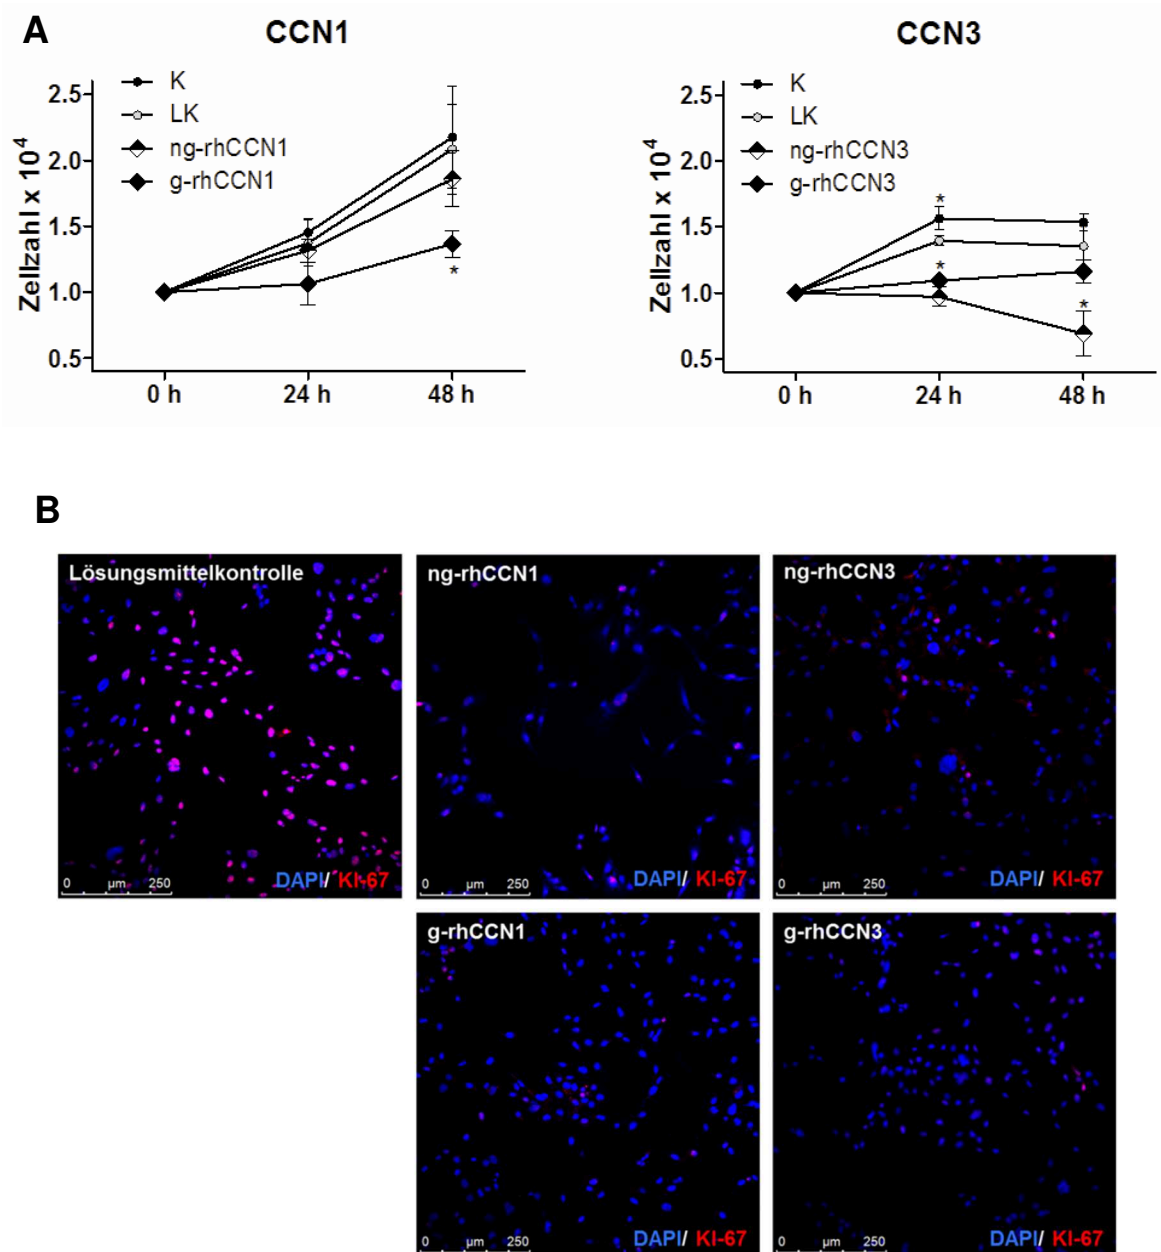 A
CCN1
K
LK
ng-rhCCN1
g-rhCCN1
Zellzahl x 10⁴
2.5
2.0
1.5
1.0
0.5
0 h
24 h
48 h
*
CCN3
K
LK
ng-rhCCN3
g-rhCCN3
Zellzahl x 10⁴
2.5
2.0
1.5
1.0
0.5
0 h
24 h
48 h
*
*
*
B
Lösungsmittelkontrolle
0 µm 250
DAPI/ KI-67
ng-rhCCN1
0 µm 250
DAPI/ KI-67
ng-rhCCN3
0 µm 250
DAPI/ KI-67
g-rhCCN1
0 µm 250
DAPI/ KI-67
g-rhCCN3
0 µm 250
DAPI/ KI-67